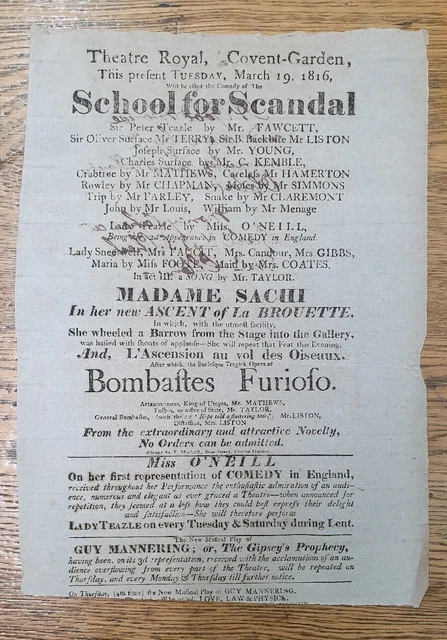 Theatre Royal, Covent-Garden,
This present TUESDAY, March 19, 1816,
Will be acted the Comedy of The
School for Scandal
Sir Peter Teazle by Mr. FAWCETT,
Sir Oliver Surface Mr TERRY, Sir B. Backbite Mr LISTON
Joseph Surface by Mr. YOUNG,
Charles Surface by Mr. C. KEMBLE,
Crabtree by Mr MATHEWS, Careleſs Mr HAMERTON
Rowley by Mr CHAPMAN, Moſes by Mr SIMMONS
Trip by Mr FARLEY, Snake by Mr CLAREMONT
John by Mr Louis, William by Mr Menage
Lady Teazle by Miſs O'NEILL,
Being her 2d appearance in COMEDY in England
Lady Sneerwell, Mrs FAUCIT, Mrs. Candour, Mrs GIBBS,
Maria by Miſs FOOTE, Maid by Mrs. COATES.
In act III. a SONG by Mr. TAYLOR.
MADAME SACHI
In her new ASCENT of La BROUETTE.
In which, with the utmoſt facility,
She wheeled a Barrow from the Stage into the Gallery,
was hailed with ſhouts of applauſe—She will repeat that Feat this Evening.
And, L'Ascension au vol des Oiseaux.
After which, the Burleſque Tragick Opera of
Bombaſtes Furioſo.
Artaxominous, King of Utopia, Mr. MATHEWS,
Fuſbos, miniſter of State, Mr. TAYLOR,
General Bombaſtes, (with the "Hope told a flattering tale,") Mr. LISTON,
Diſtaffina, Mrs. LISTON
From the extraordinary and attractive Novelty,
No Orders can be admitted.
Miss O'NEILL
On her firſt repreſentation of COMEDY in England,
received throughout her Performance the enthuſiaſtic admiration of an audi-
ence, numerous and elegant as ever graced a Theatre—when announced for
repetition, they ſeemed at a loſs how they could beſt expreſs their delight
and ſatisfaction—She will therefore perform
LADY TEAZLE on every Tuesday & Saturday during Lent.
The New Muſical Play of
GUY MANNERING; or, The Gipsey's Prophecy,
having been, on its repreſentation, received with the acclamations of an au-
dience overflowing from every part of the Theatre, will be repeated on
Thurſday, and every Monday & Thurſday till further notice.
On Thurſday, (4th time) the New Muſical Play of GUY MANNERING.
LOVE, LAW & PHYSICK.